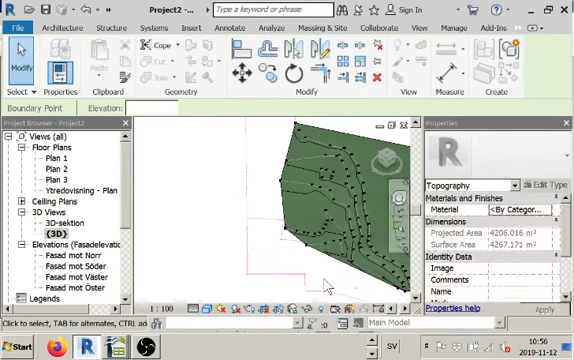 Project2 -...
Type a keyword or phrase
Sign In
File
Architecture
Structure
Systems
Insert
Annotate
Analyze
Massing & Site
Collaborate
View
Manage
Add-Ins
Modify
Cope
Cut
Join
Paste
Select
Properties
Clipboard
Geometry
Modify
View
Measure
Create
Boundary Point
Elevation:
Project Browser - Project2
Views (all)
Floor Plans
Plan 1
Plan 2
Plan 3
Ytredovisning - Plan
Ceiling Plans
3D Views
3D-sektion
{3D}
Elevations (Fasadelevati
Fasad mot Norr
Fasad mot Söder
Fasad mot Väster
Fasad mot Öster
Legends
1 : 100
Properties
Topography
Edit Type
Materials and Finishes
Material
<By Categor...
Dimensions
Projected Area
4206.016 m²
Surface Area
4267.171 m²
Identity Data
Image
Comments
Name
Properties help
Apply
Click to select, TAB for alternates, CTRL ad
:0
Main Model
Start
SV
10:56
2019-11-12